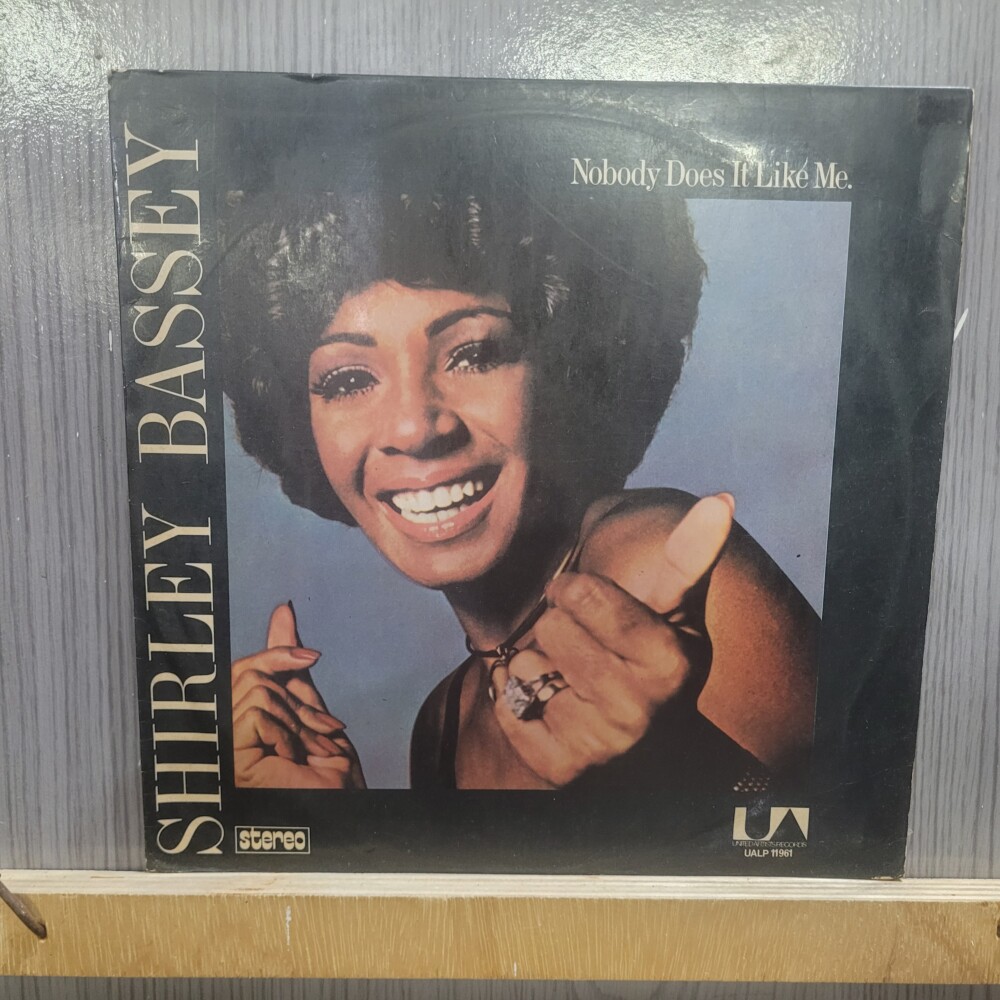 SHIRLEY BASSEY
Nobody Does It Like Me.
stereo
UA
UNITED ARTISTS RECORDS
UALP 11961